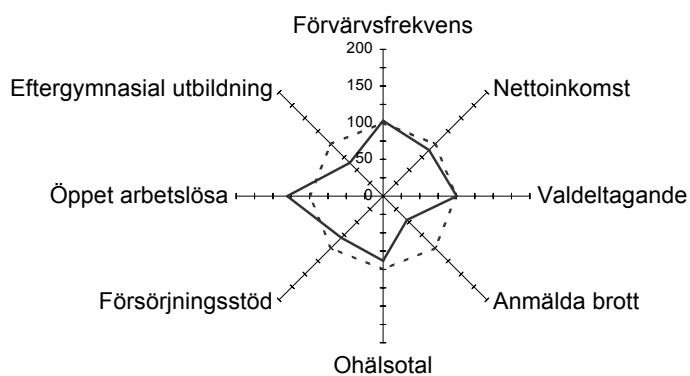 Förvärvsfrekvens
200
150
100
50
0
Eftergymnasial utbildning
Nettoinkomst
Öppet arbetslösa
Valdeltagande
Försörjningsstöd
Anmälda brott
Ohälsotal